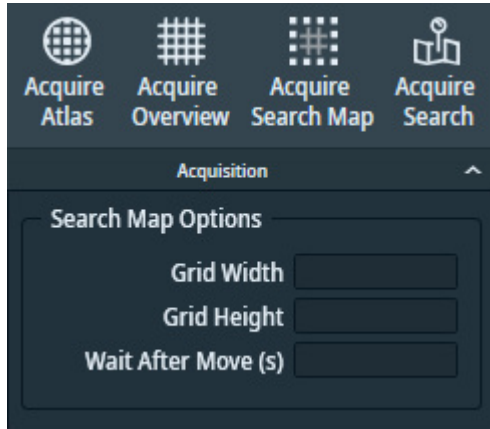 Acquire Atlas
Acquire Overview
Acquire Search Map
Acquire Search
Acquisition
Search Map Options
Grid Width
Grid Height
Wait After Move (s)